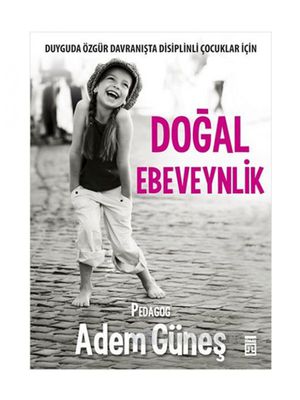 DUYGUDA ÖZGÜR DAVRANIŞTA DİSİPLİNLİ ÇOCUKLAR İÇİN
DOĞAL
EBEVEYNLİK
PEDAGOG
Adem Güneş